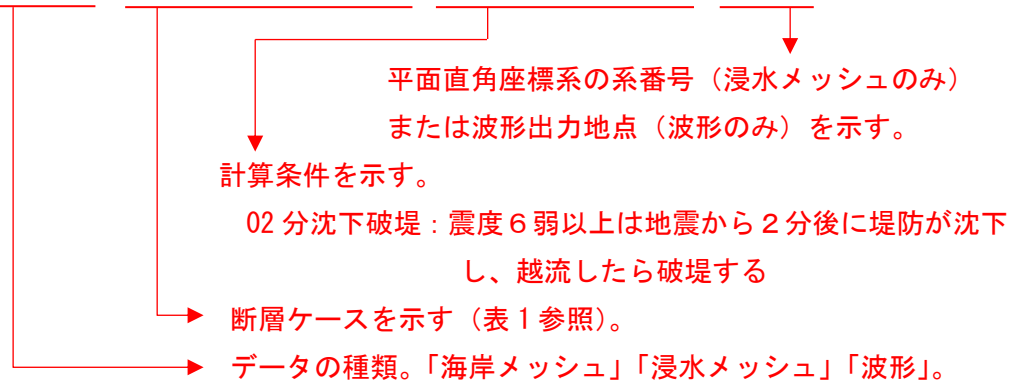 平面直角座標系の系番号（浸水メッシュのみ）
または波形出力地点（波形のみ）を示す。
計算条件を示す。
02 分沈下破堤：震度６弱以上は地震から２分後に堤防が沈下
し、越流したら破堤する
断層ケースを示す（表１参照）。
データの種類。「海岸メッシュ」「浸水メッシュ」「波形」。